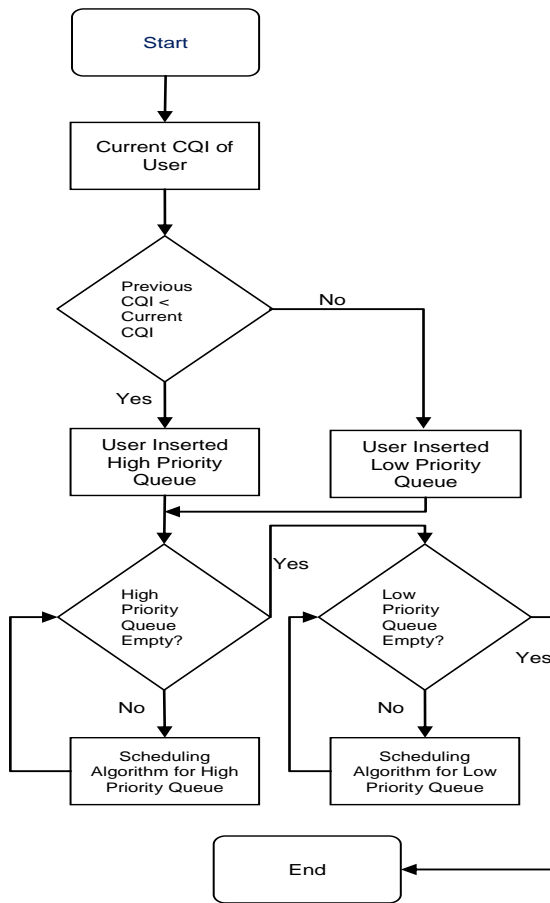 Start
Current CQI of
User
Previous
CQI <
Current
CQI
No
Yes
User Inserted
High Priority
Queue
User Inserted
Low Priority
Queue
High
Priority
Queue
Empty?
Yes
Low
Priority
Queue
Empty?
Yes
No
No
Scheduling
Algorithm for High
Priority Queue
Scheduling
Algorithm for Low
Priority Queue
End